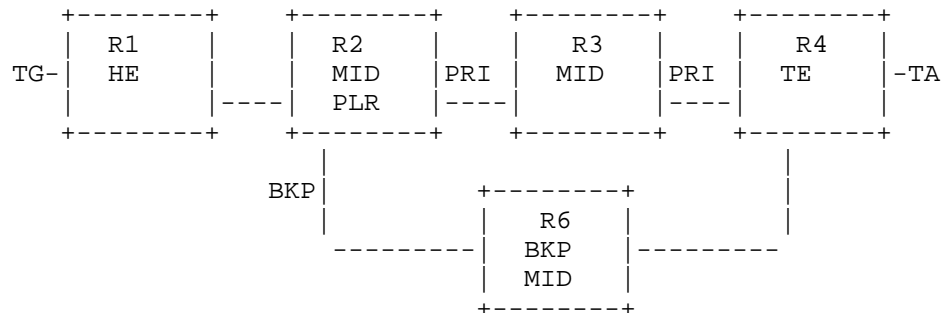 R1 R2 R3 R4
TG- HE MID PRI MID PRI TE -TA
PLR
BKP
R6
BKP
MID